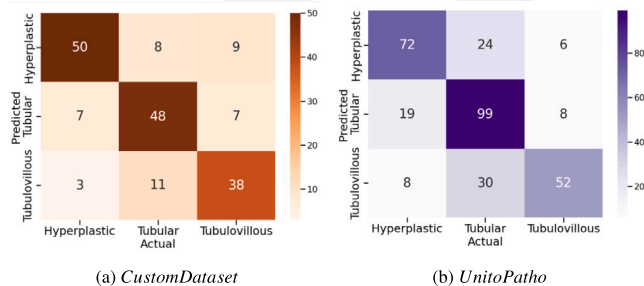 Hyperplastic
Predicted
Tubular
Tubulovillous
50 8 9
7 48 7
3 11 38
Hyperplastic Tubular Tubulovillous
Actual
50
40
30
20
10
(a) CustomDataset
Hyperplastic
Predicted
Tubular
Tubulovillous
72 24 6
19 99 8
8 30 52
Hyperplastic Tubular Tubulovillous
Actual
80
60
40
20
(b) UnitoPatho